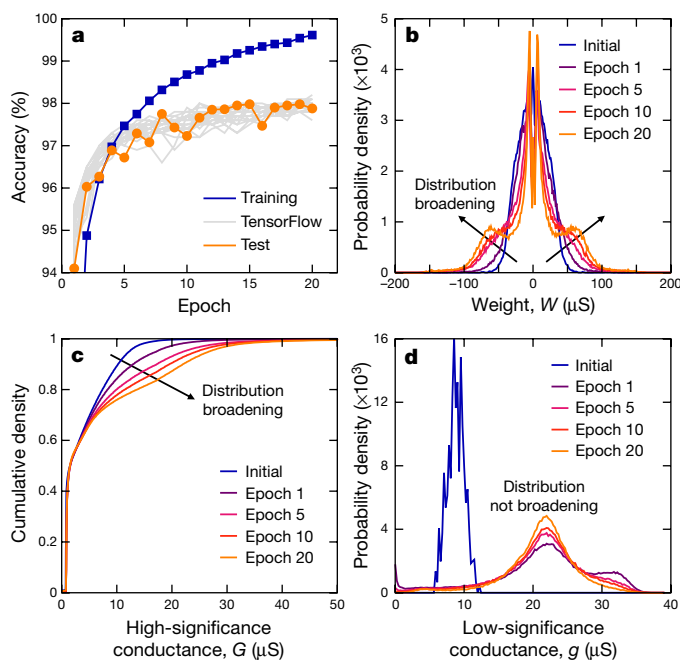 a
Accuracy (%)
98
97
96
95
94
100
99
0
5
10
15
20
Epoch
Training
TensorFlow
Test
b
Probability density (×10³)
5
4
3
2
1
0
−200
−100
0
100
200
Weight, W (µS)
Initial
Epoch 1
Epoch 5
Epoch 10
Epoch 20
Distribution
broadening
c
Cumulative density
1
0.8
0.6
0.4
0.2
0
0
10
20
30
40
50
High-significance
conductance, G (µS)
Distribution
broadening
Initial
Epoch 1
Epoch 5
Epoch 10
Epoch 20
d
Probability density (×10³)
16
12
8
4
0
0
10
20
30
40
Low-significance
conductance, g (µS)
Initial
Epoch 1
Epoch 5
Epoch 10
Epoch 20
Distribution
not broadening